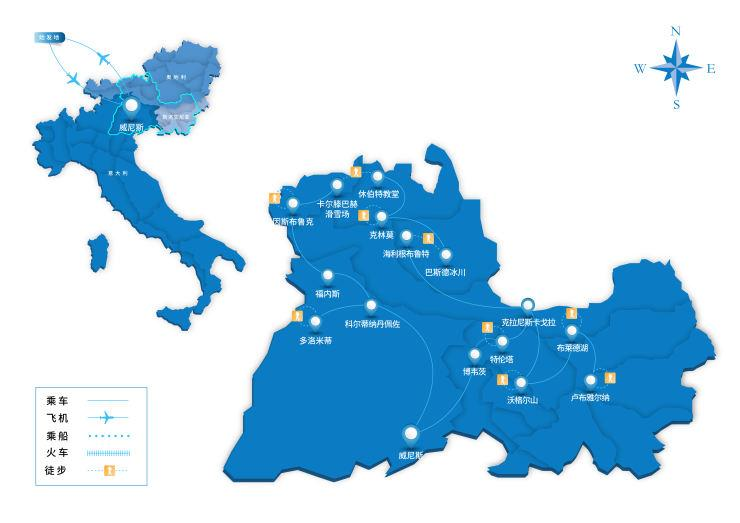 始发地
奥地利
斯洛文尼亚
威尼斯
意大利
N
W
E
S
休伯特教堂
卡尔滕巴赫
滑雪场
因斯布鲁克
克林莫
海利根布鲁特
巴斯德冰川
福内斯
科尔蒂纳丹佩佐
多洛米蒂
克拉尼斯卡戈拉
布莱德湖
特伦塔
博韦茨
沃格尔山
卢布雅尔纳
威尼斯
乘车
飞机
乘船
火车
徒步